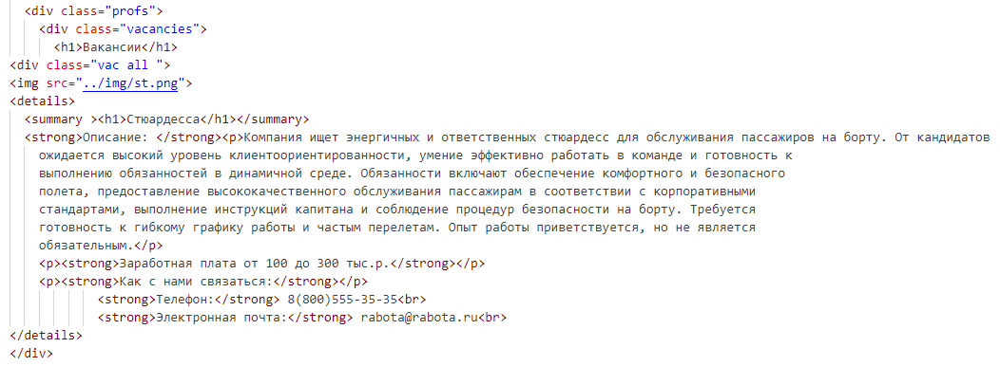 <div class="profs">
<div class="vacancies">
<h1>Вакансии</h1>
<div class="vac all ">
<img src="../img/st.png">
<details>
<summary ><h1>Стюардесса</h1></summary>
<strong>Описание: </strong><p>Компания ищет энергичных и ответственных стюардесс для обслуживания пассажиров на борту. От кандидатов
ожидается высокий уровень клиентоориентированности, умение эффективно работать в команде и готовность к
выполнению обязанностей в динамичной среде. Обязанности включают обеспечение комфортного и безопасного
полета, предоставление высококачественного обслуживания пассажирам в соответствии с корпоративными
стандартами, выполнение инструкций капитана и соблюдение процедур безопасности на борту. Требуется
готовность к гибкому графику работы и частым перелетам. Опыт работы приветствуется, но не является
обязательным.</p>
<p><strong>Заработная плата от 100 до 300 тыс.р.</strong></p>
<p><strong>Как с нами связаться:</strong></p>
<strong>Телефон:</strong> 8(800)555-35-35<br>
<strong>Электронная почта:</strong> rabota@rabota.ru<br>
</details>
</div>